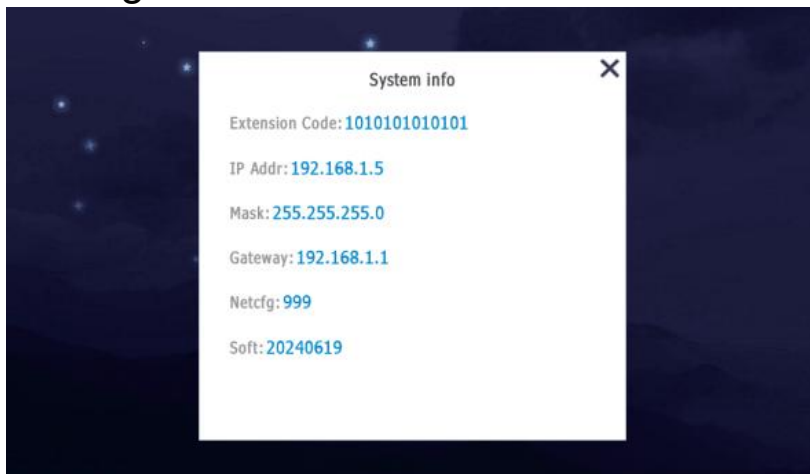 System info
Extension Code: 1010101010101
IP Addr: 192.168.1.5
Mask: 255.255.255.0
Gateway: 192.168.1.1
Netcfg: 999
Soft: 20240619